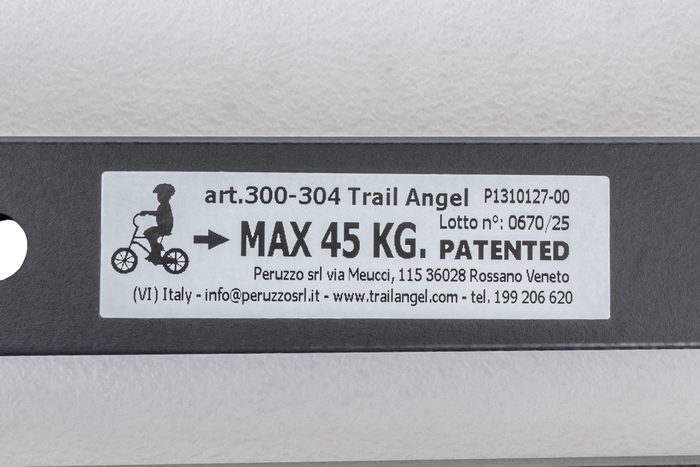 art.300-304 Trail Angel P1310127-00
Lotto n°: 0670/25
MAX 45 KG. PATENTED
Peruzzo srl via Meucci, 115 36028 Rossano Veneto
(VI) Italy - info@peruzzosrl.it - www.trailangel.com - tel. 199 206 620